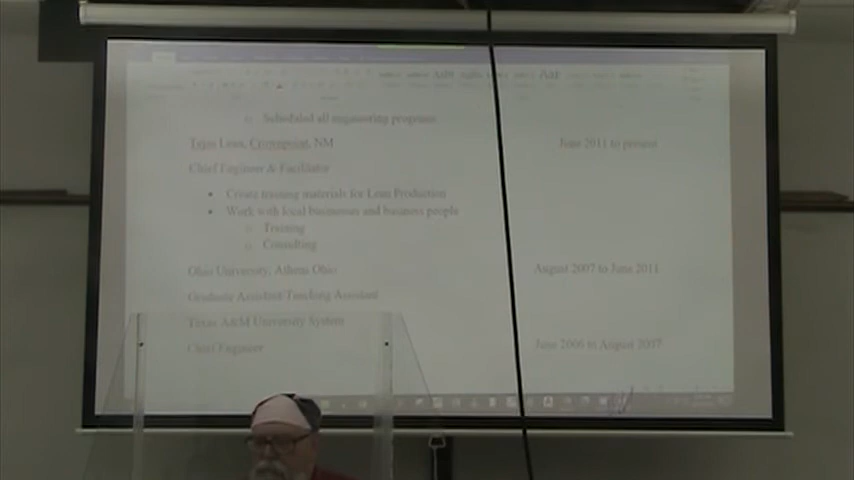 Scheduled all engineering programs
Lean, Crownpoint, NM June 2011 to present
Chief Engineer & Facilitator
• Create training materials for Lean Production
• Work with local businesses and business people
o Training
o Consulting
Ohio University, Athens Ohio August 2007 to June 2011
Graduate Assistant/Teaching Assistant
Texas A&M University System
Chief Engineer June 2006 to August 2007